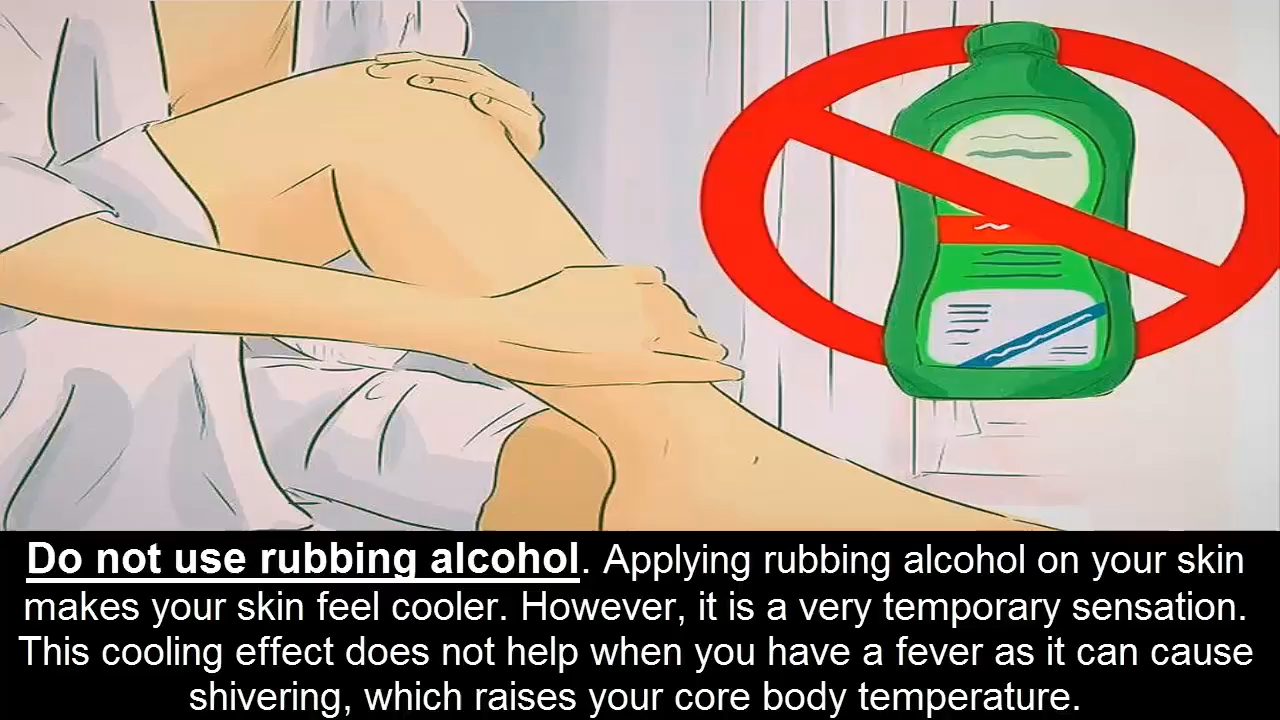 Do not use rubbing alcohol. Applying rubbing alcohol on your skin
makes your skin feel cooler. However, it is a very temporary sensation.
This cooling effect does not help when you have a fever as it can cause
shivering, which raises your core body temperature.